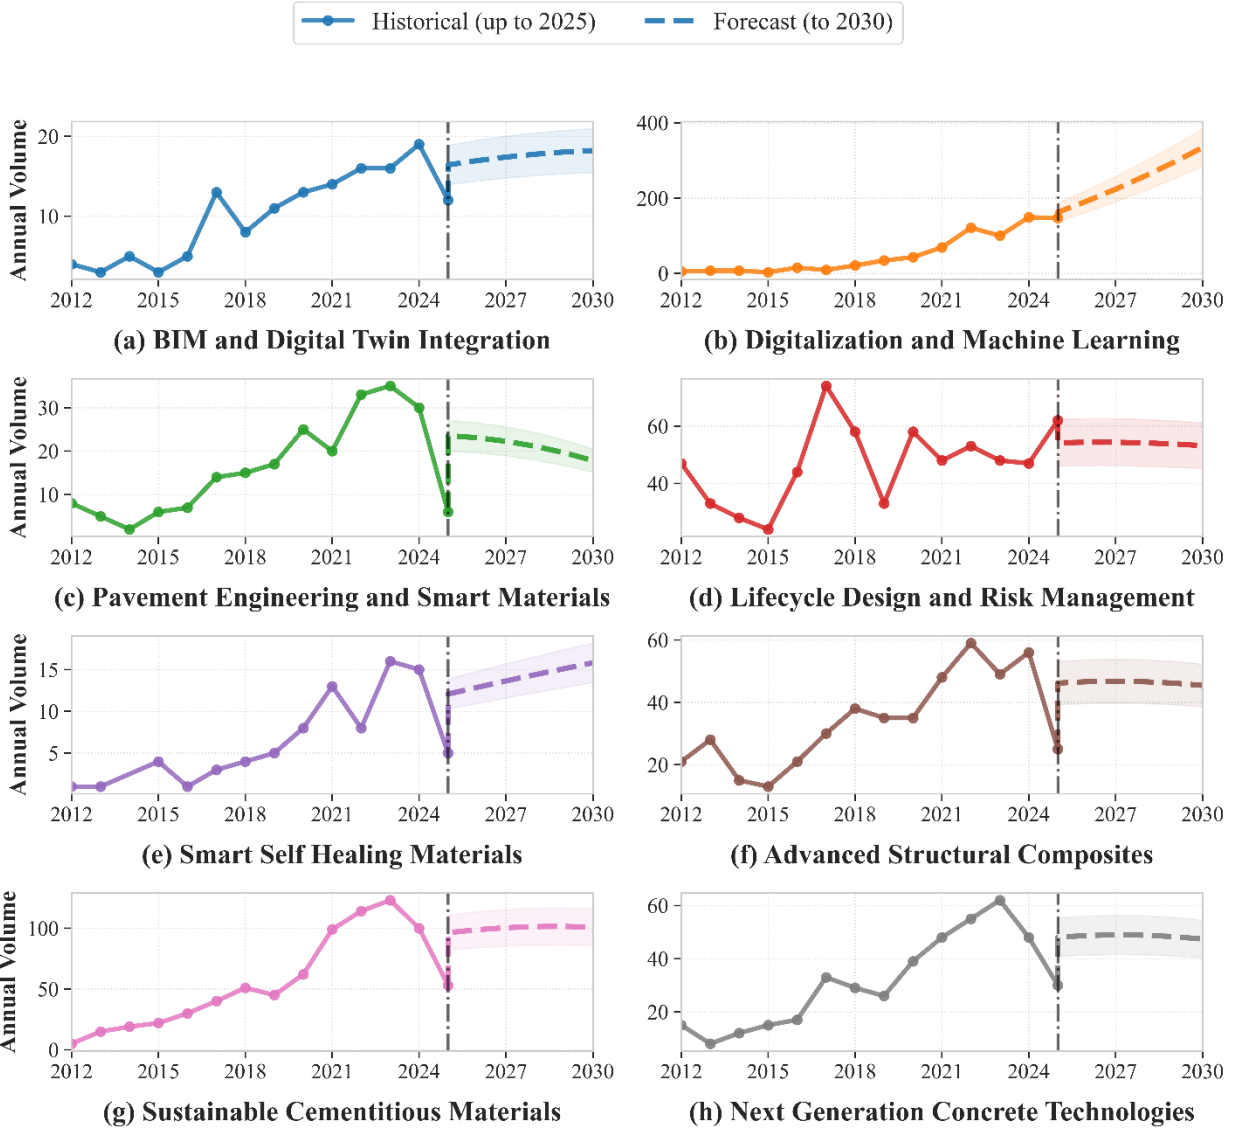 Historical (up to 2025) Forecast (to 2030)
Annual Volume
20
10
2012 2015 2018 2021 2024 2027 2030
(a) BIM and Digital Twin Integration
400
200
0
2012 2015 2018 2021 2024 2027 2030
(b) Digitalization and Machine Learning
Annual Volume
30
20
10
2012 2015 2018 2021 2024 2027 2030
(c) Pavement Engineering and Smart Materials
60
40
2012 2015 2018 2021 2024 2027 2030
(d) Lifecycle Design and Risk Management
Annual Volume
15
10
5
2012 2015 2018 2021 2024 2027 2030
(e) Smart Self Healing Materials
60
40
20
2012 2015 2018 2021 2024 2027 2030
(f) Advanced Structural Composites
Annual Volume
100
50
0
2012 2015 2018 2021 2024 2027 2030
(g) Sustainable Cementitious Materials
60
40
20
2012 2015 2018 2021 2024 2027 2030
(h) Next Generation Concrete Technologies